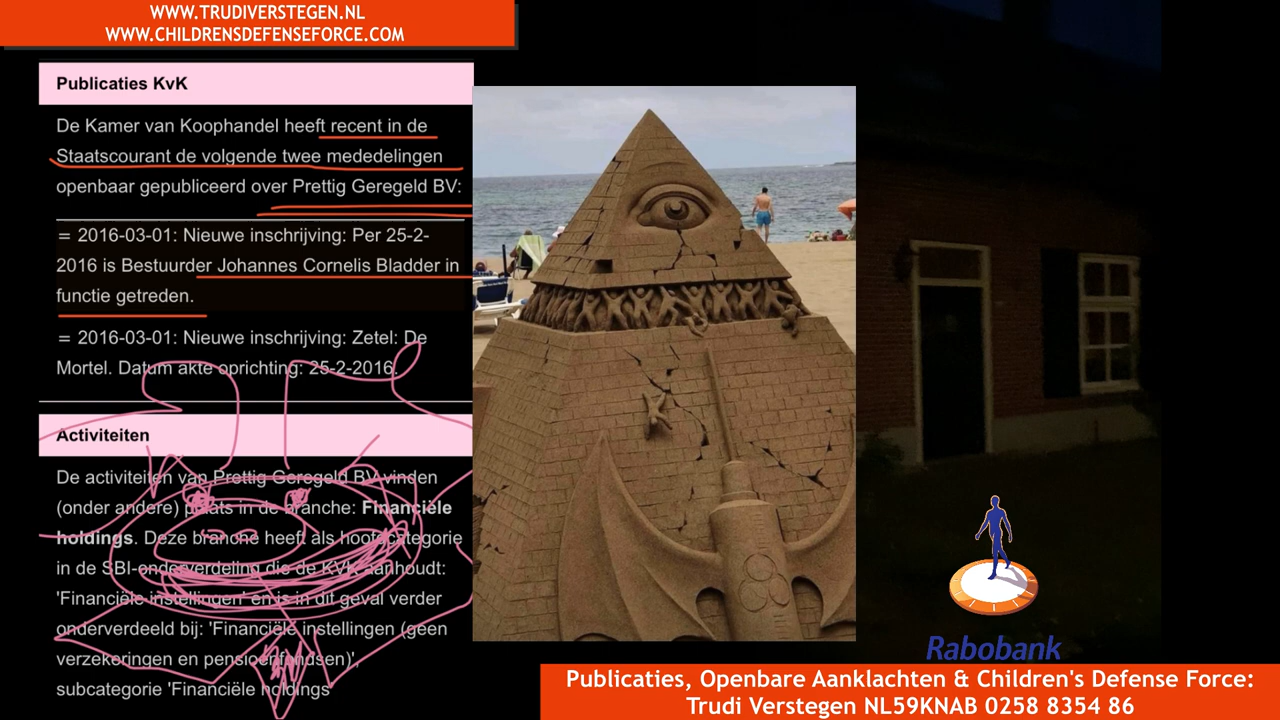 WWW.TRUDIVERSTEGEN.NL
WWW.CHILDRENSDEFENSEFORCE.COM
Publicaties KvK
De Kamer van Koophandel heeft recent in de
Staatscourant de volgende twee mededelingen
openbaar gepubliceerd over Prettig Geregeld BV:
= 2016-03-01: Nieuwe inschrijving: Per 25-2-
2016 is Bestuurder Johannes Cornelis Bladder in
functie getreden.
= 2016-03-01: Nieuwe inschrijving: Zetel: De
Mortel. Datum akte oprichting: 25-2-2016.
Activiteiten
De activiteiten van Prettig Geregeld BV vinden
(onder andere) plaats in de branche: Financiële
holdings. Deze branche heeft als hoofdcategorie
in de SBI-onderverdeling die de KVK aanhoudt:
'Financiële instellingen' en is in dit geval verder
onderverdeeld bij: 'Financiële instellingen (geen
verzekeringen en pensioenfondsen)',
subcategorie 'Financiële holdings'
Rabobank
Publicaties, Openbare Aanklachten & Children's Defense Force:
Trudi Verstegen NL59KNAB 0258 8354 86